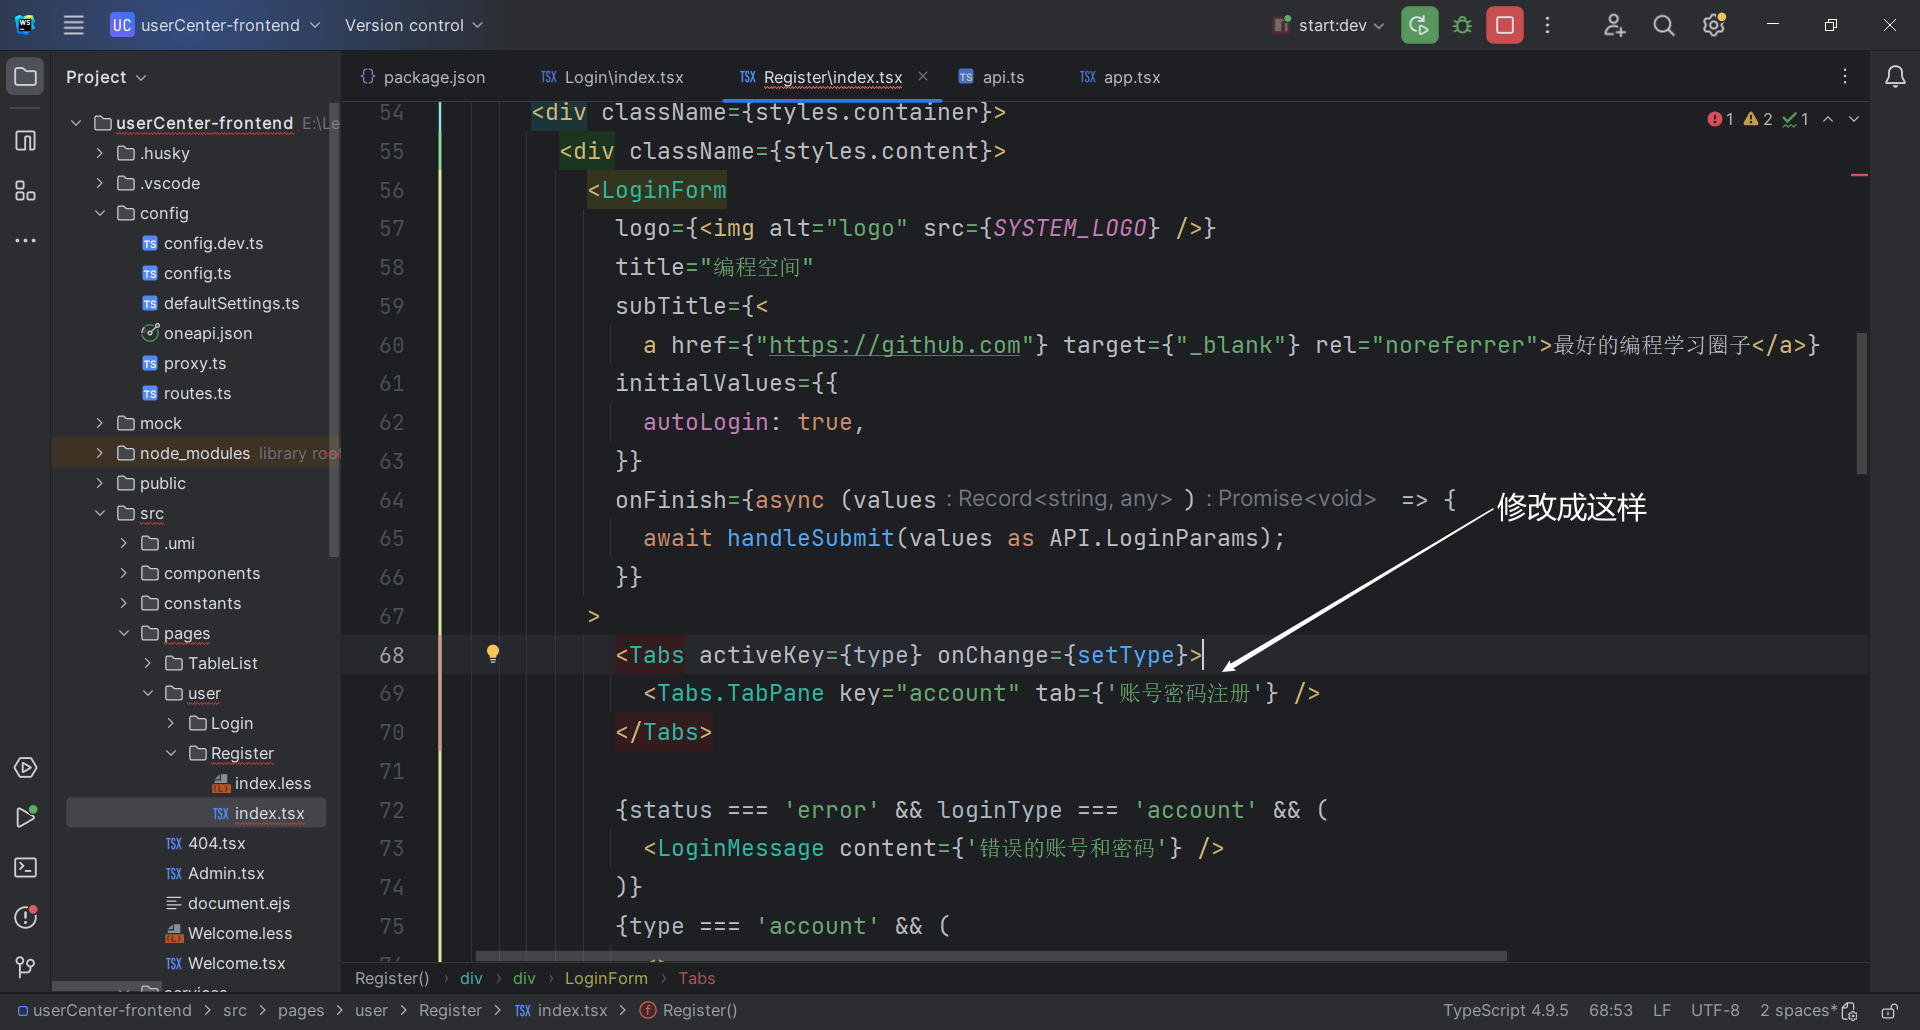 UC userCenter-frontend Version control start:dev
Project
package.json Login\index.tsx Register\index.tsx api.ts app.tsx
userCenter-frontend E:\Le
.husky
.vscode
config
config.dev.ts
config.ts
defaultSettings.ts
oneapi.json
proxy.ts
routes.ts
mock
node_modules library root
public
src
.umi
components
constants
pages
TableList
user
Login
Register
index.less
index.tsx
404.tsx
Admin.tsx
document.ejs
Welcome.less
Welcome.tsx
1 2 1
54 <div className={styles.container}>
55 <div className={styles.content}>
56 <LoginForm
57 logo={<img alt="logo" src={SYSTEM_LOGO} />}
58 title="编程空间"
59 subTitle={<
60 a href={"https://github.com"} target={"_blank"} rel="noreferrer">最好的编程学习圈子</a>}
61 initialValues={{
62 autoLogin: true,
63 }}
64 onFinish={async (values : Record<string, any> ) : Promise<void> => {
65 await handleSubmit(values as API.LoginParams);
66 }}
67 >
68 <Tabs activeKey={type} onChange={setType}>
69 <Tabs.TabPane key="account" tab={'账号密码注册'} />
70 </Tabs>
71
72 {status === 'error' && loginType === 'account' && (
73 <LoginMessage content={'错误的账号和密码'} />
74 )}
75 {type === 'account' && (
修改成这样
Register() › div › div › LoginForm › Tabs
userCenter-frontend > src > pages > user > Register > TSX index.tsx > Register()
TypeScript 4.9.5 68:53 LF UTF-8 2 spaces*